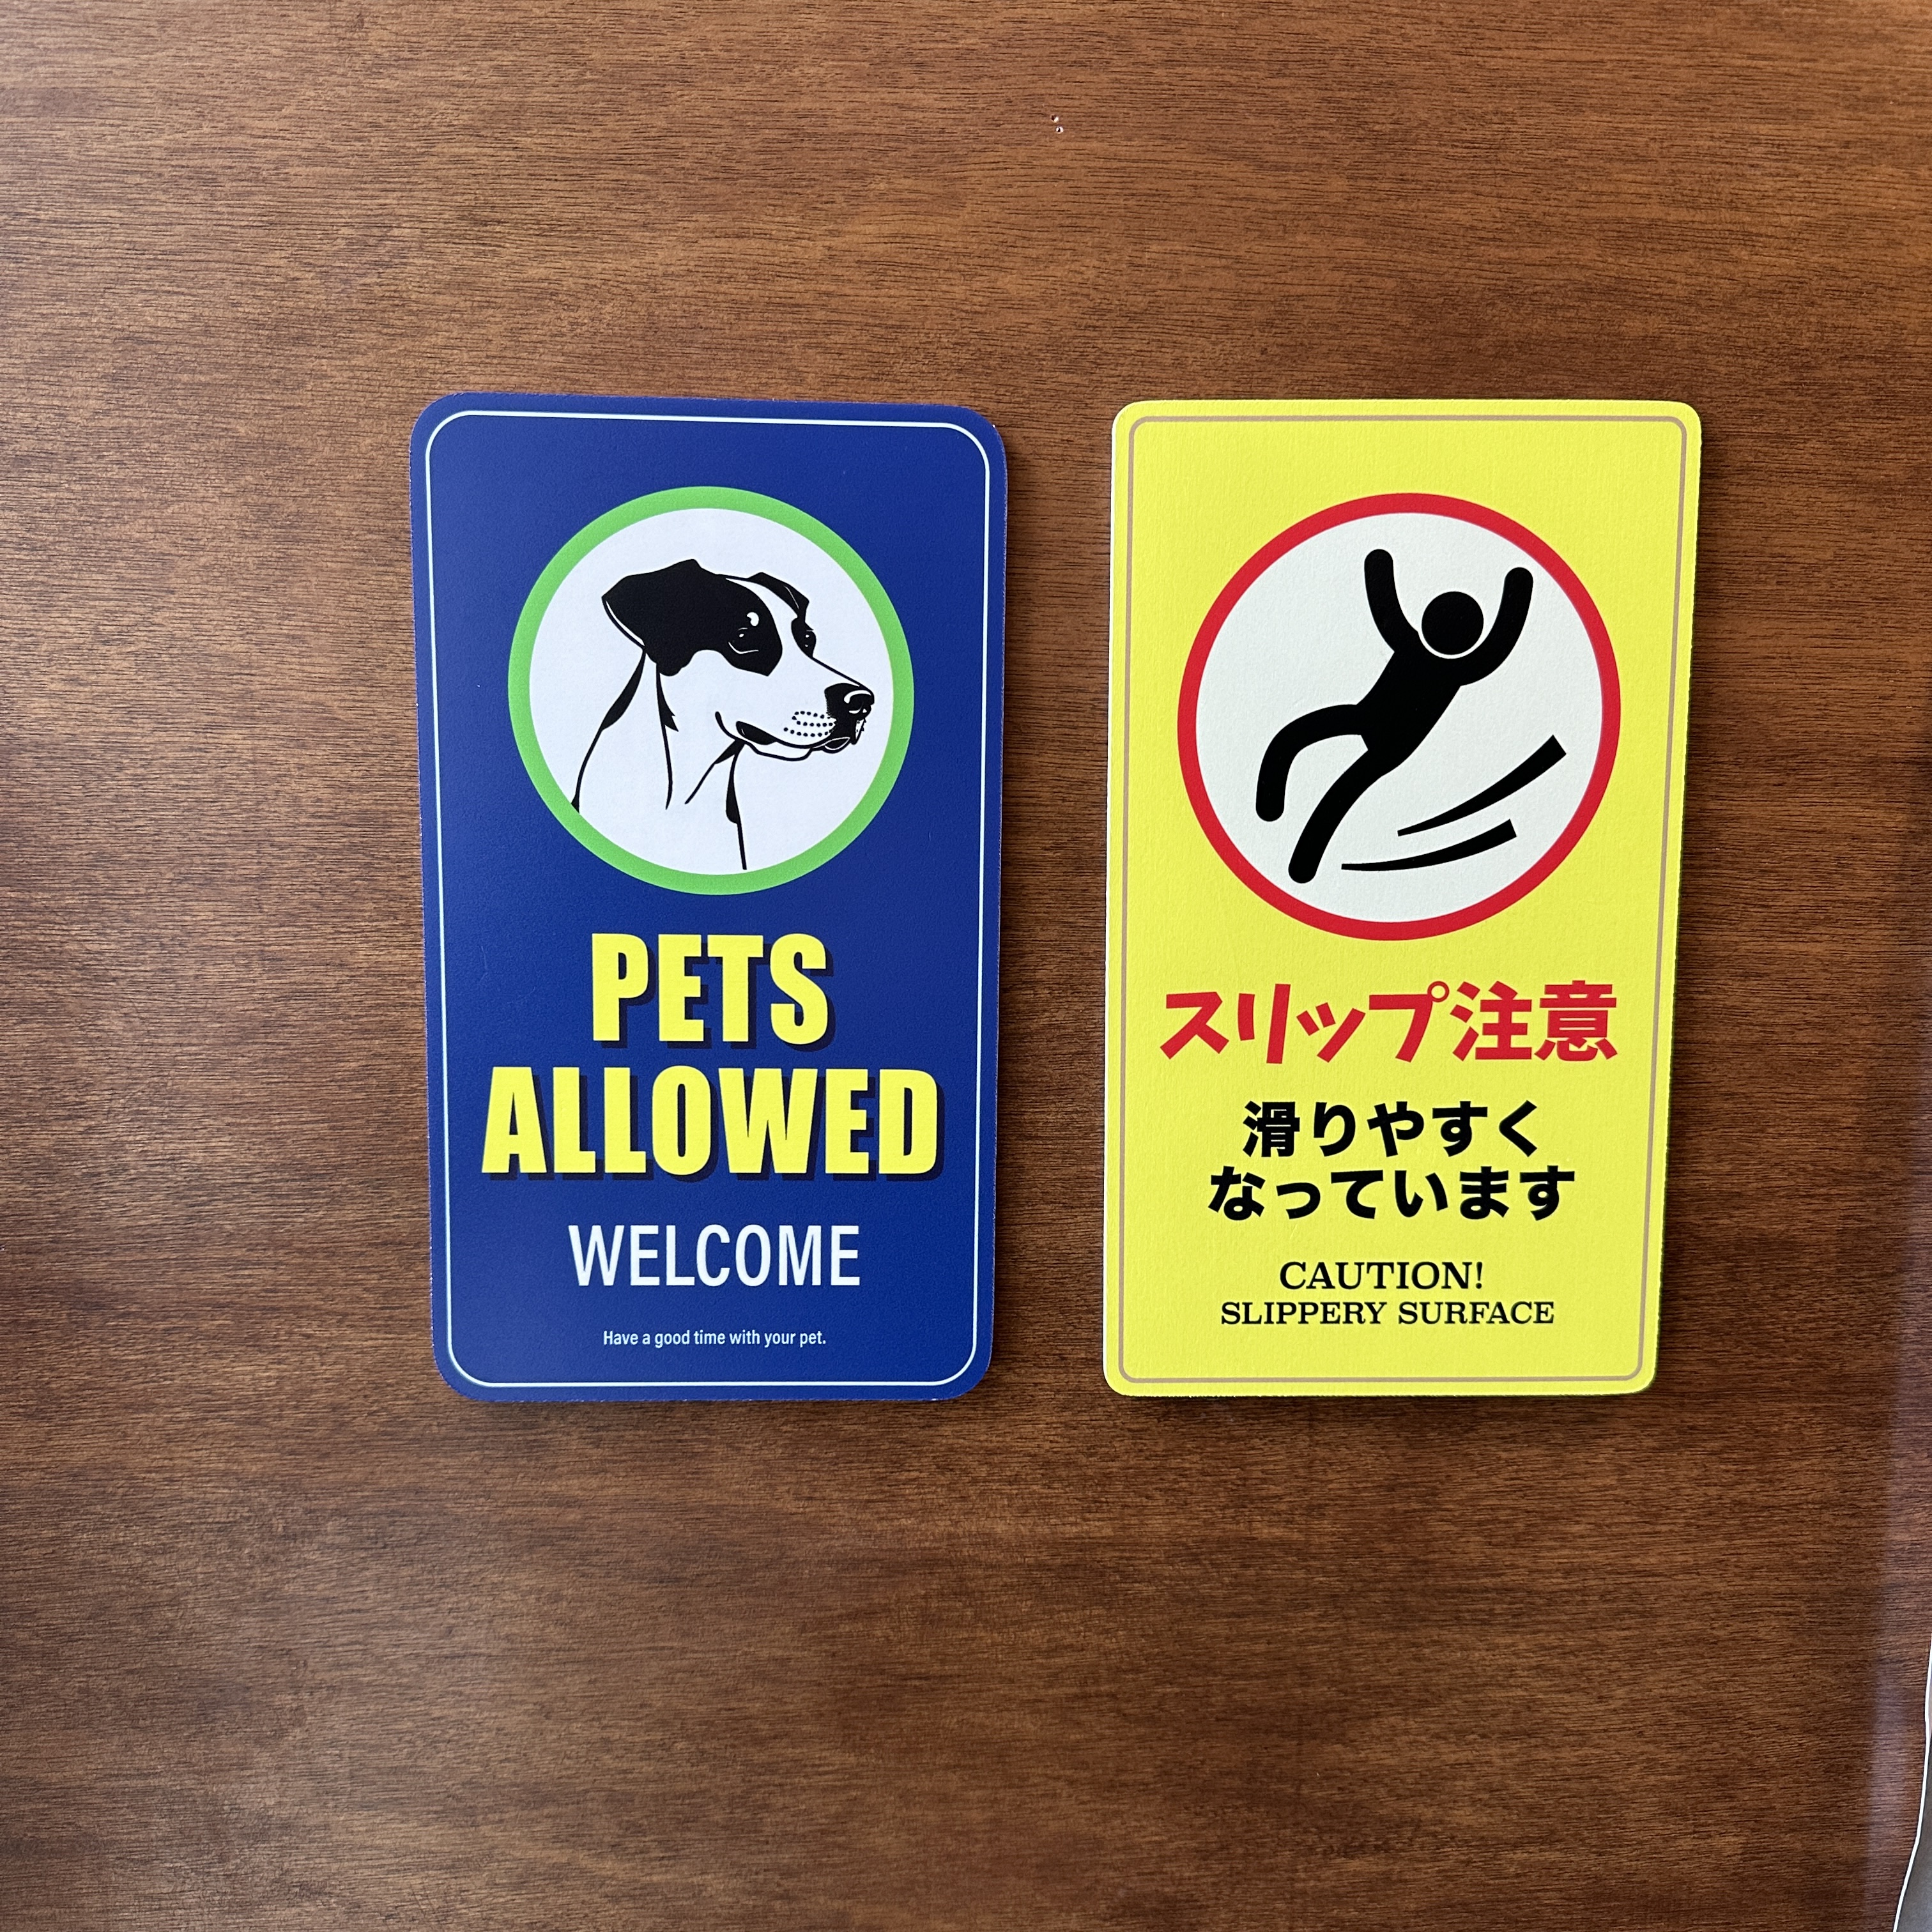 PETS
ALLOWED
WELCOME
Have a good time with your pet.
スリップ注意
滑りやすく
なっています
CAUTION!
SLIPPERY SURFACE